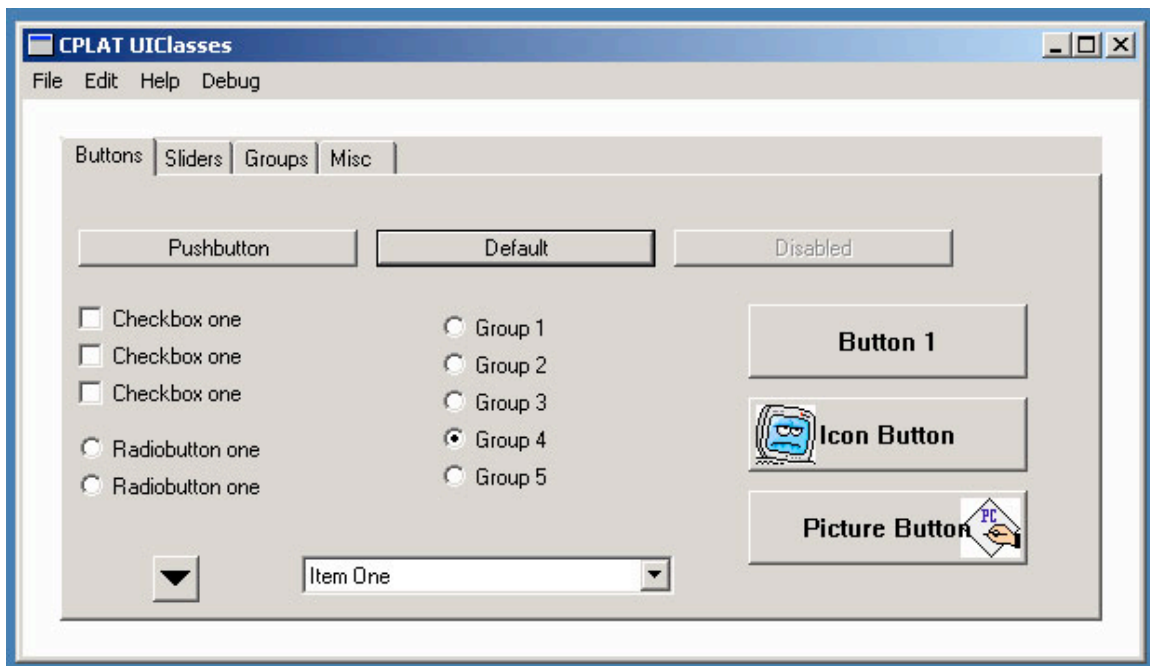 CPLAT UIClasses
File Edit Help Debug
Buttons Sliders Groups Misc
Pushbutton Default Disabled
Checkbox one
Checkbox one
Checkbox one
Radiobutton one
Radiobutton one
Group 1
Group 2
Group 3
Group 4
Group 5
Button 1
Icon Button
Picture Button
PC
Item One